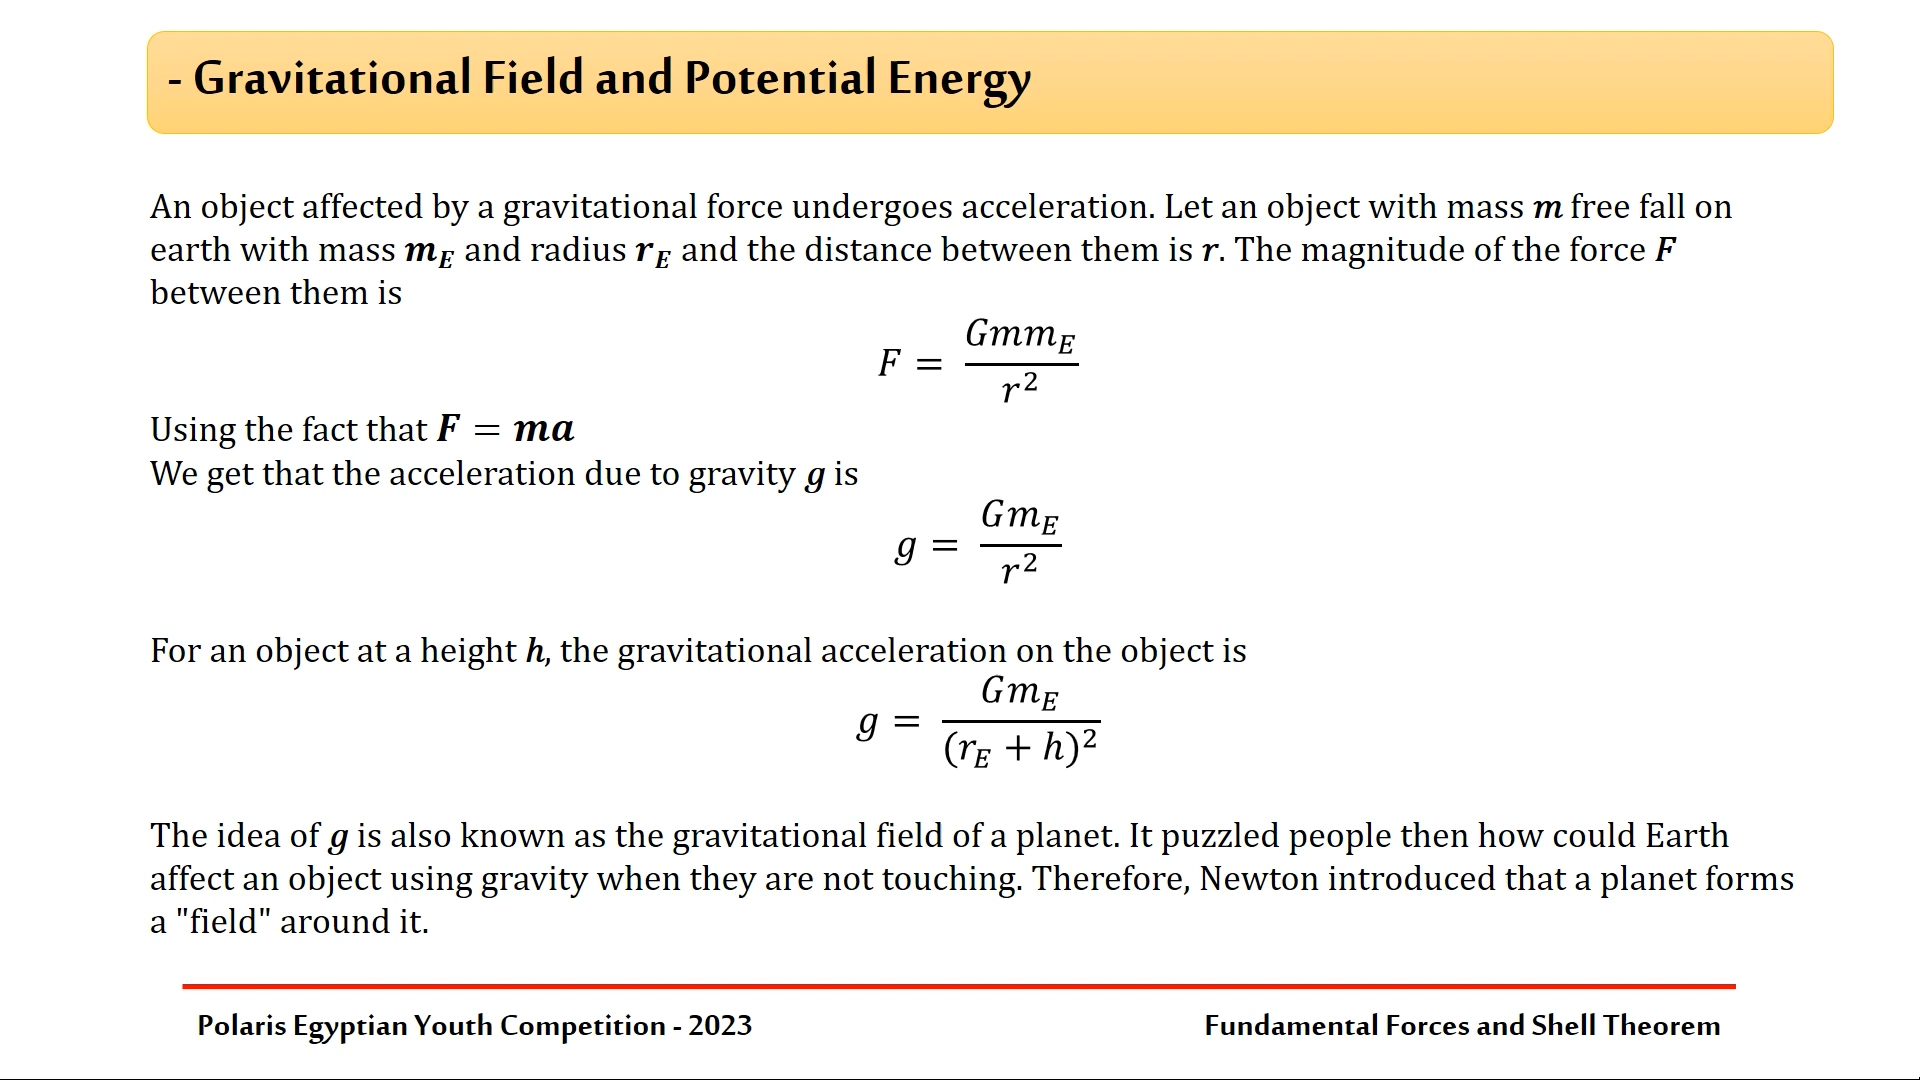 - Gravitational Field and Potential Energy
An object affected by a gravitational force undergoes acceleration. Let an object with mass m free fall on
earth with mass m_E and radius r_E and the distance between them is r. The magnitude of the force F
between them is
F = \frac{Gmm_E}{r^2}
Using the fact that F = ma
We get that the acceleration due to gravity g is
g = \frac{Gm_E}{r^2}
For an object at a height h, the gravitational acceleration on the object is
g = \frac{Gm_E}{(r_E + h)^2}
The idea of g is also known as the gravitational field of a planet. It puzzled people then how could Earth
affect an object using gravity when they are not touching. Therefore, Newton introduced that a planet forms
a "field" around it.
Polaris Egyptian Youth Competition - 2023
Fundamental Forces and Shell Theorem